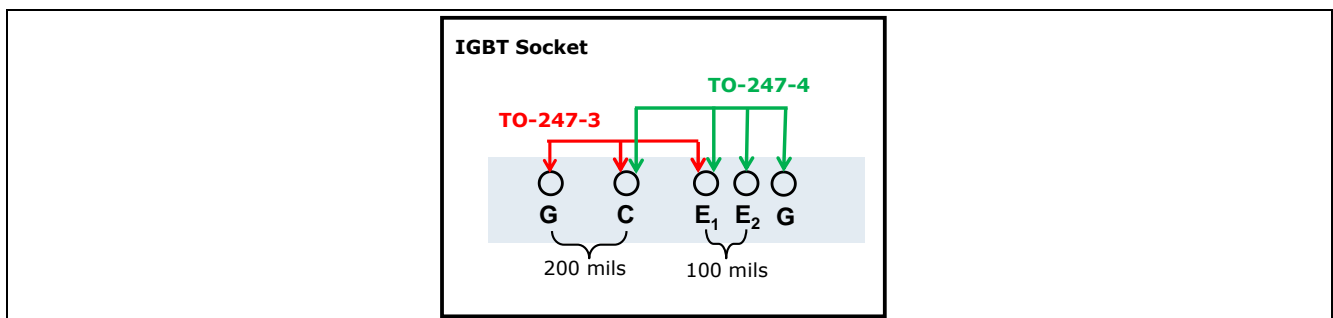 IGBT Socket
TO-247-4
TO-247-3
G C E1 E2 G
200 mils 100 mils